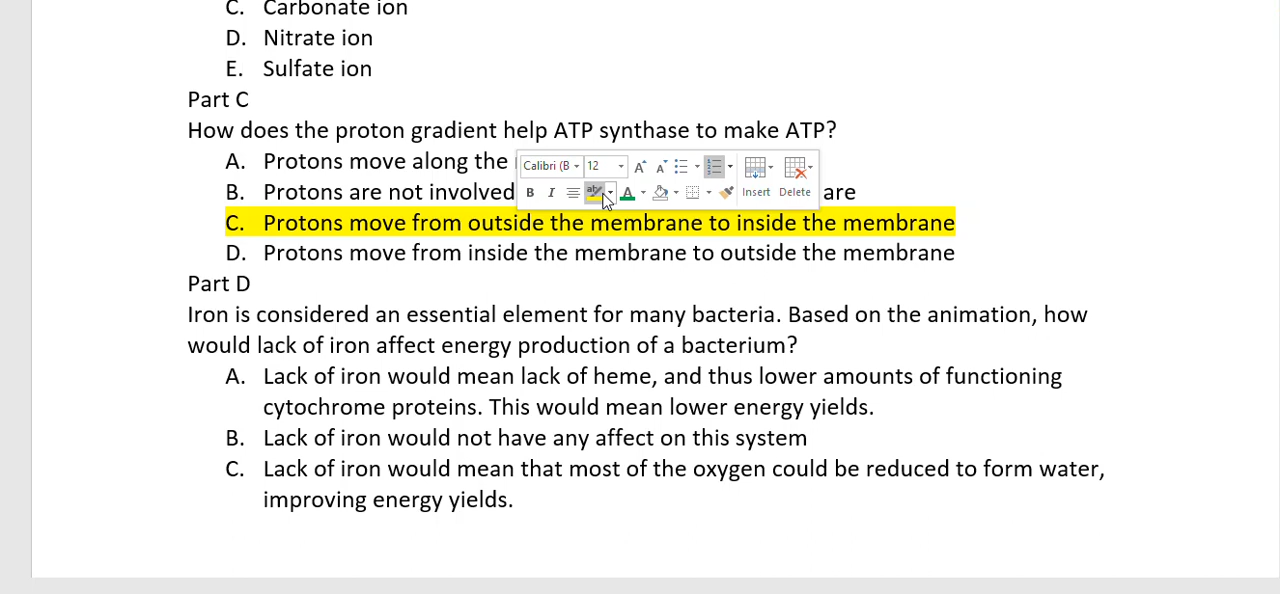 C. Carbonate ion
D. Nitrate ion
E. Sulfate ion
Part C
How does the proton gradient help ATP synthase to make ATP?
A. Protons move along the
Calibri (B 12
B. Protons are not involved are
B I A Insert Delete
C. Protons move from outside the membrane to inside the membrane
D. Protons move from inside the membrane to outside the membrane
Part D
Iron is considered an essential element for many bacteria. Based on the animation, how
would lack of iron affect energy production of a bacterium?
A. Lack of iron would mean lack of heme, and thus lower amounts of functioning
cytochrome proteins. This would mean lower energy yields.
B. Lack of iron would not have any affect on this system
C. Lack of iron would mean that most of the oxygen could be reduced to form water,
improving energy yields.